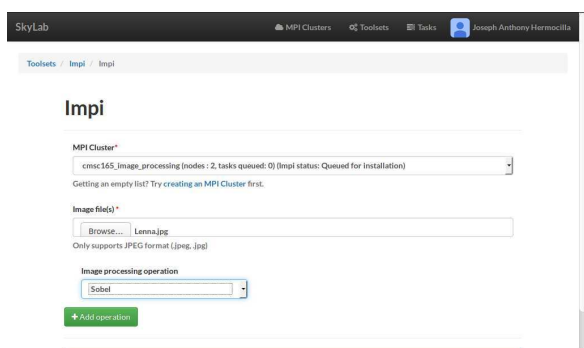 SkyLab MPI Clusters Toolsets Tasks Joseph Anthony Hermocilla
Toolsets / Impi / Impi
Impi
MPI Cluster*
cmsc165_image_processing (nodes : 2, tasks queued: 0) (Impi status: Queued for installation)
Getting an empty list? Try creating an MPI Cluster first.
Image file(s) *
Browse... Lenna.jpg
Only supports JPEG format (.jpeg, .jpg)
Image processing operation
Sobel
+ Add operation